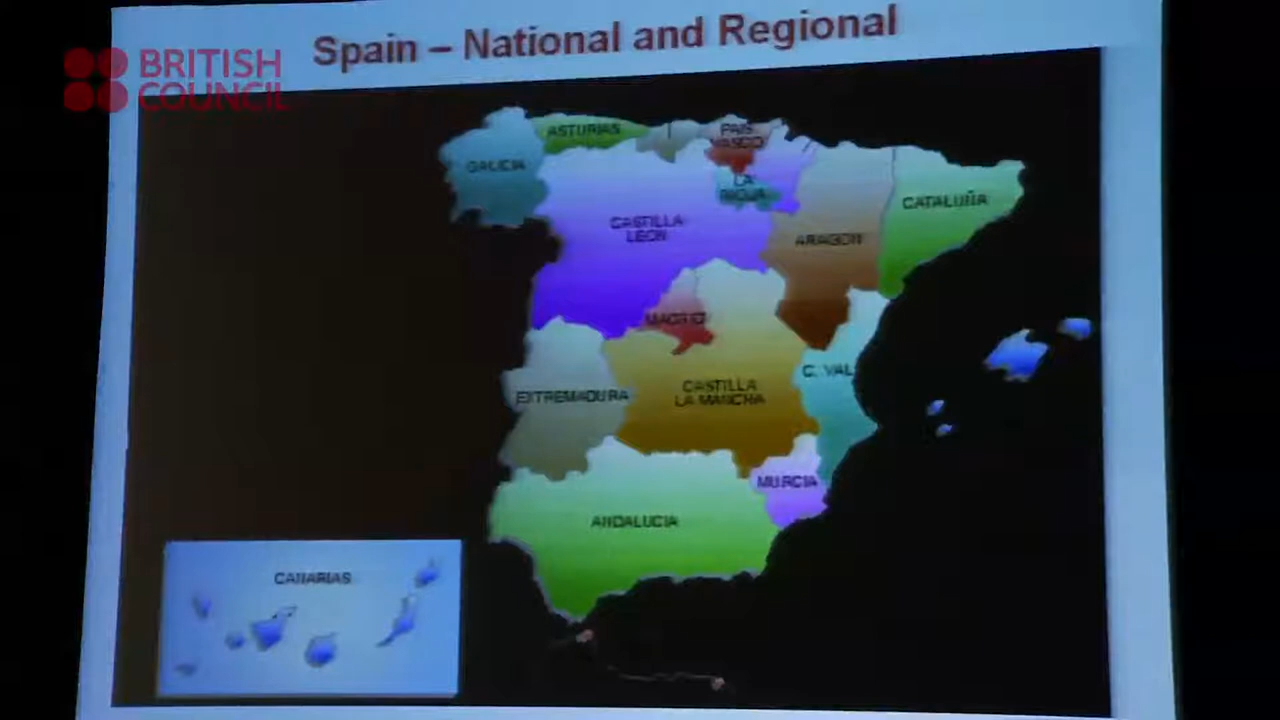 Spain – National and Regional
BRITISH
COUNCIL
ASTURIAS
PAIS
VASCO
GALICIA
LA
RIOJA
CATALUÑA
CASTILLA
LEON
ARAGON
MADRID
C. VAL
CASTILLA
LA MANCHA
EXTREMADURA
MURCIA
ANDALUCIA
CANARIAS